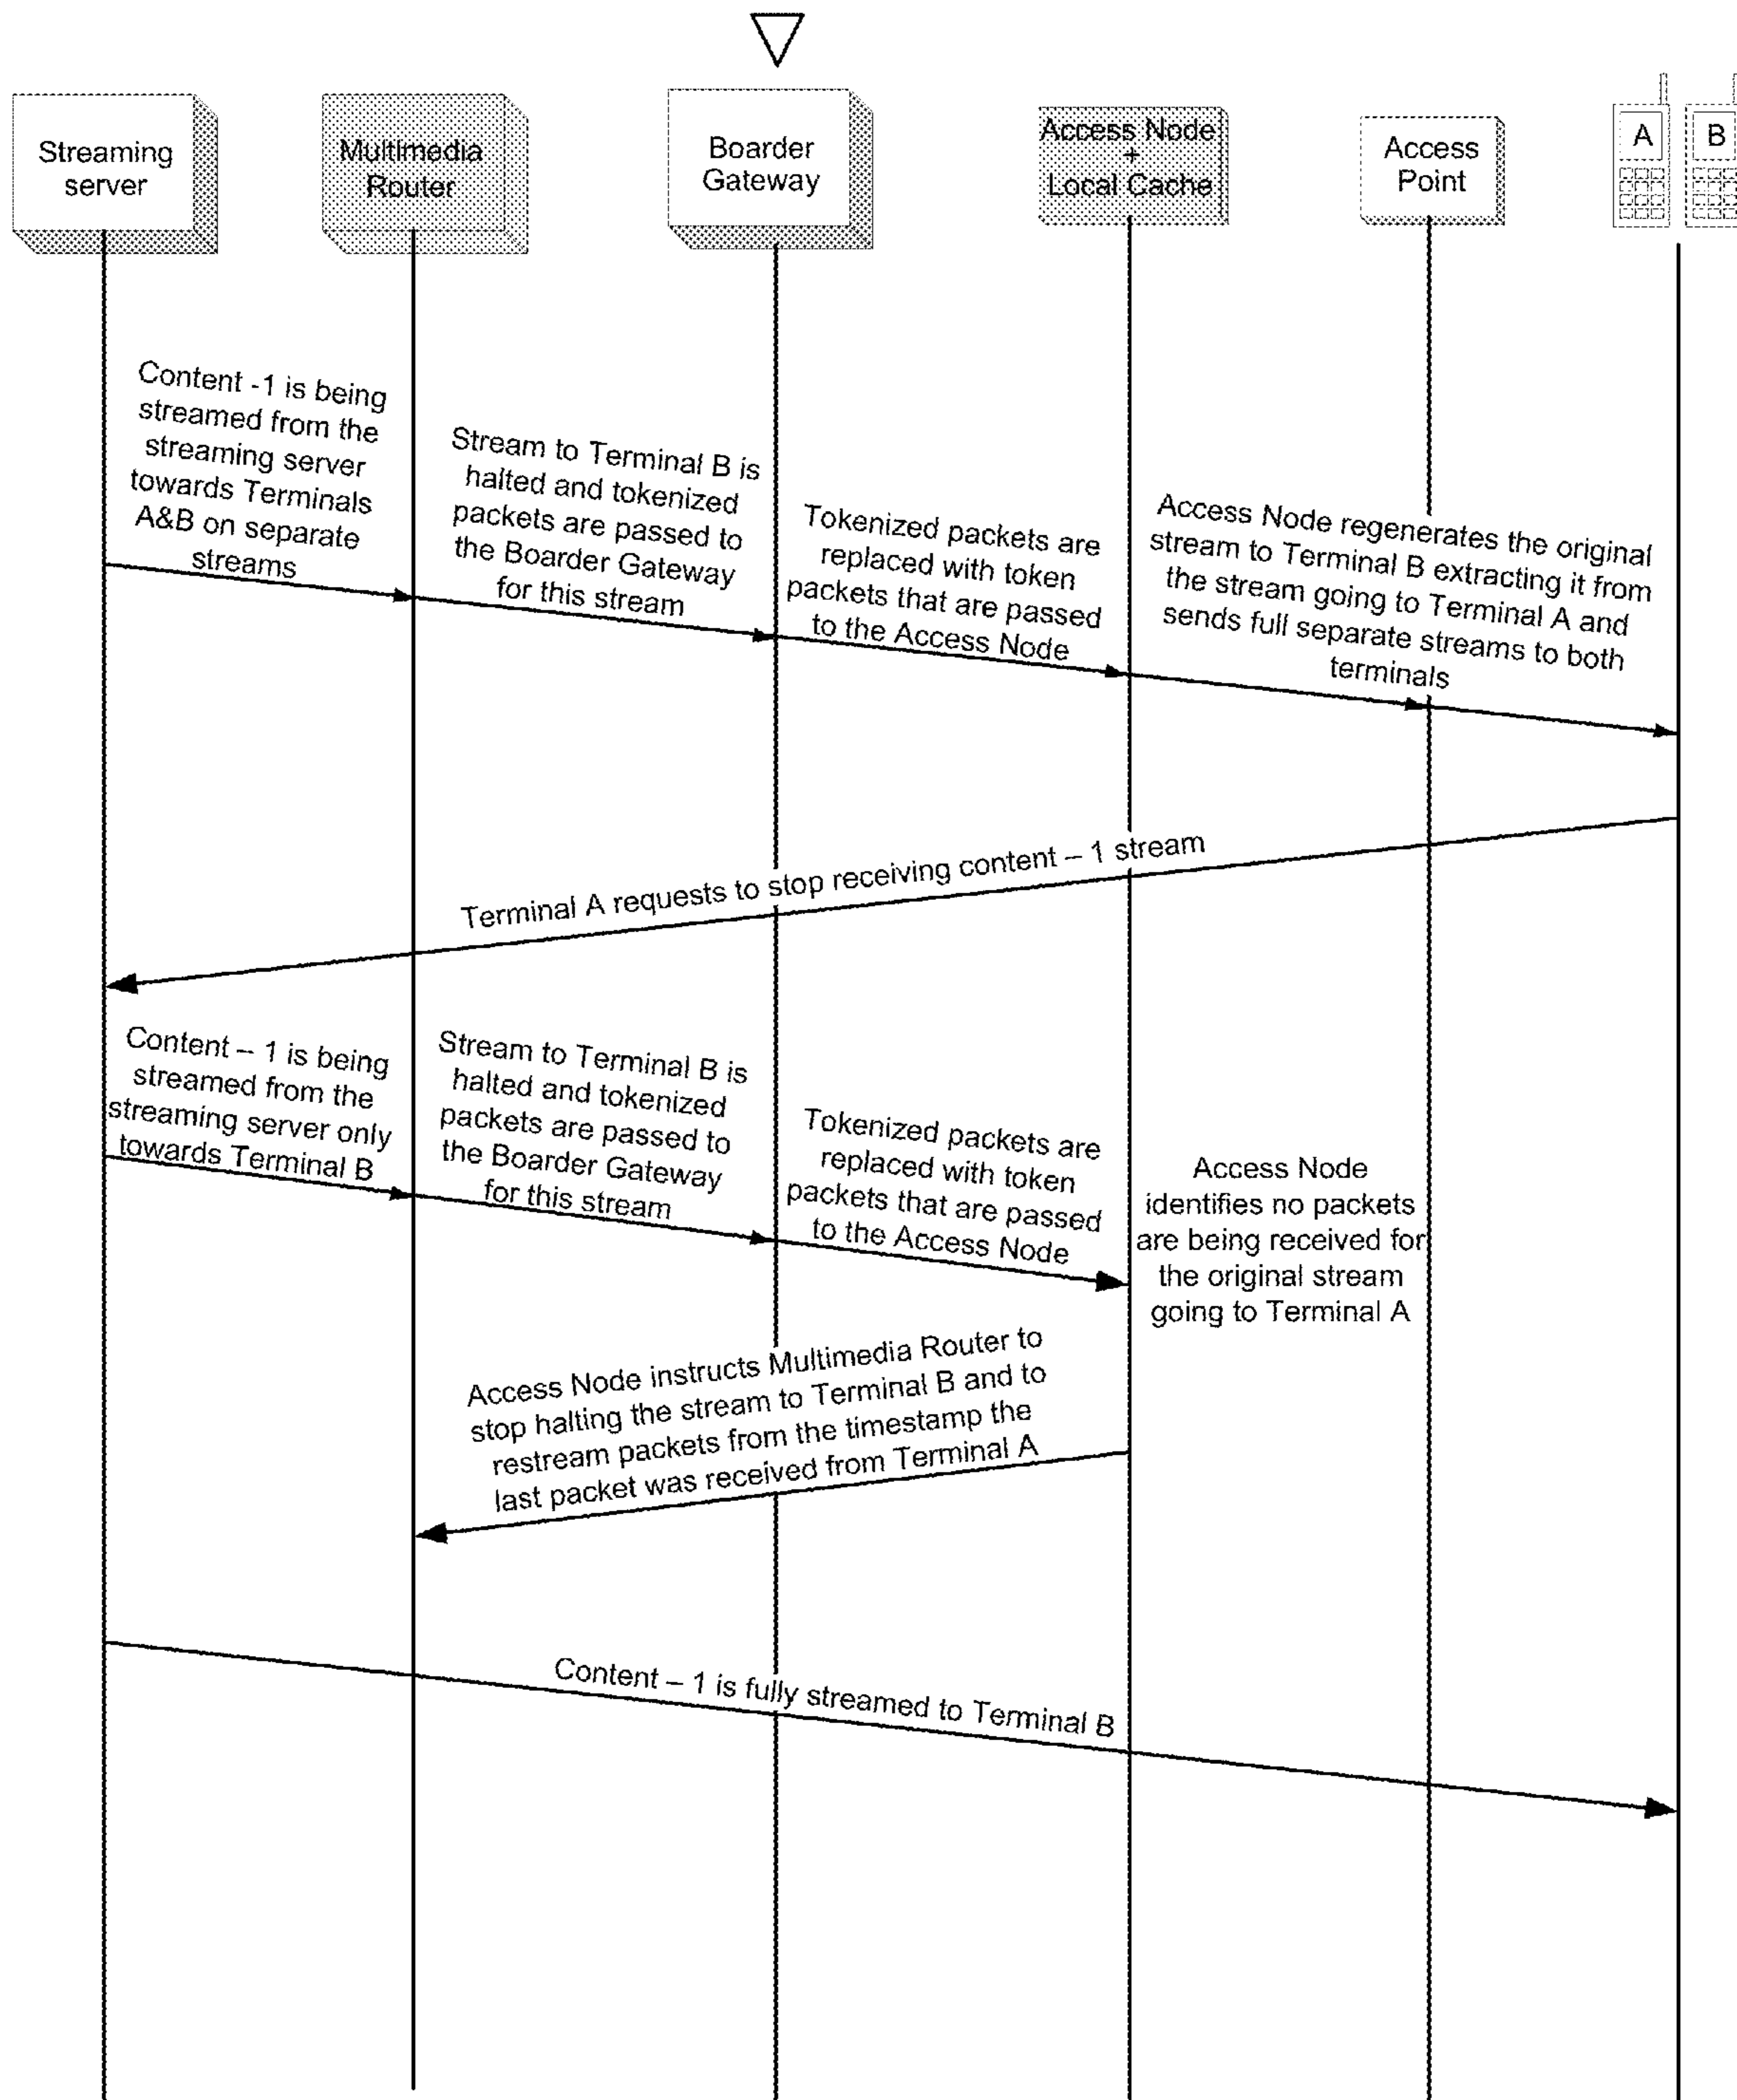 Streaming
server
Multimedia
Router
Boarder
Gateway
Access Node
+
Local Cache
Access
Point
A
B
Content -1 is being
streamed from the
streaming server
towards Terminals
A&B on separate
streams
Stream to Terminal B is
halted and tokenized
packets are passed to
the Boarder Gateway
for this stream
Tokenized packets are
replaced with token
packets that are passed
to the Access Node
Access Node regenerates the original
stream to Terminal B extracting it from
the stream going to Terminal A and
sends full separate streams to both
terminals
Terminal A requests to stop receiving content – 1 stream
Content – 1 is being
streamed from the
streaming server only
towards Terminal B
Stream to Terminal B is
halted and tokenized
packets are passed to
the Boarder Gateway
for this stream
Tokenized packets are
replaced with token
packets that are passed
to the Access Node
Access Node
identifies no packets
are being received for
the original stream
going to Terminal A
Access Node instructs Multimedia Router to
stop halting the stream to Terminal B and to
restream packets from the timestamp the
last packet was received from Terminal A
Content – 1 is fully streamed to Terminal B